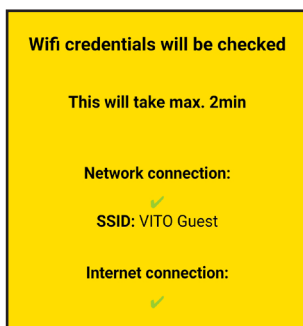 Wifi credentials will be checked
This will take max. 2min
Network connection:
✔
SSID: VITO Guest
Internet connection:
✔